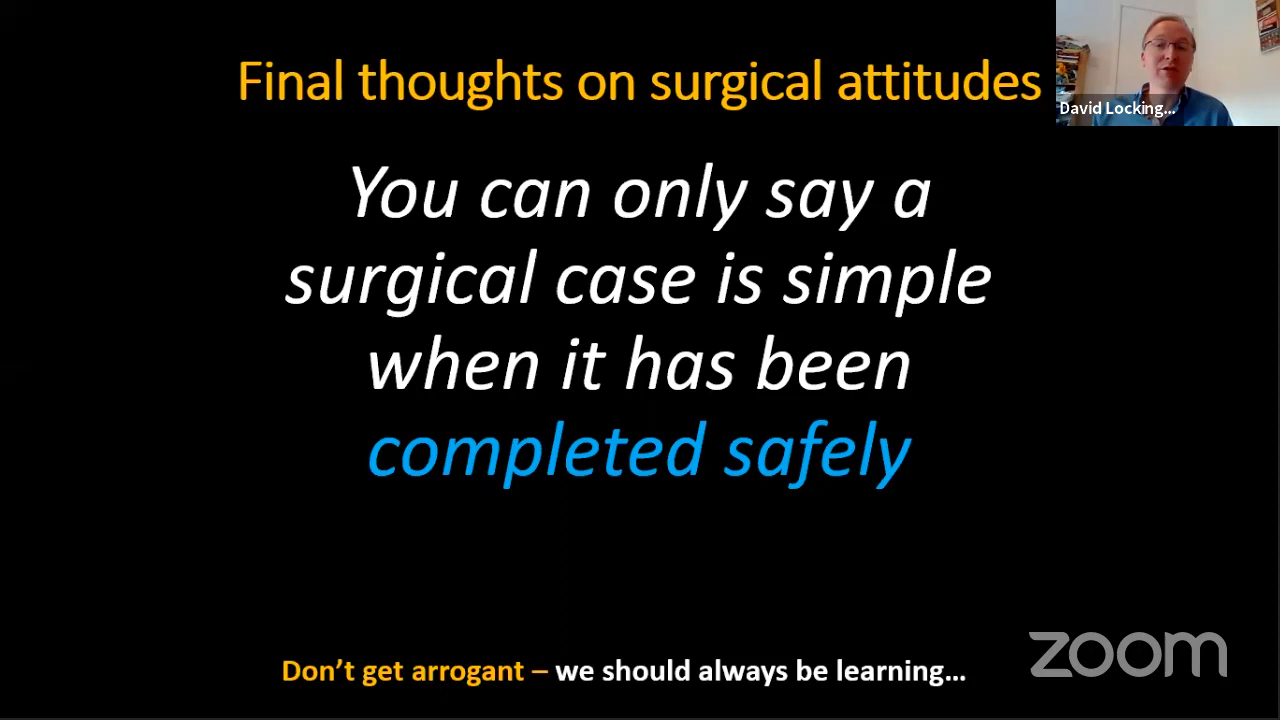 Final thoughts on surgical attitudes
David Locking...
You can only say a
surgical case is simple
when it has been
completed safely
Don’t get arrogant – we should always be learning…
zoom